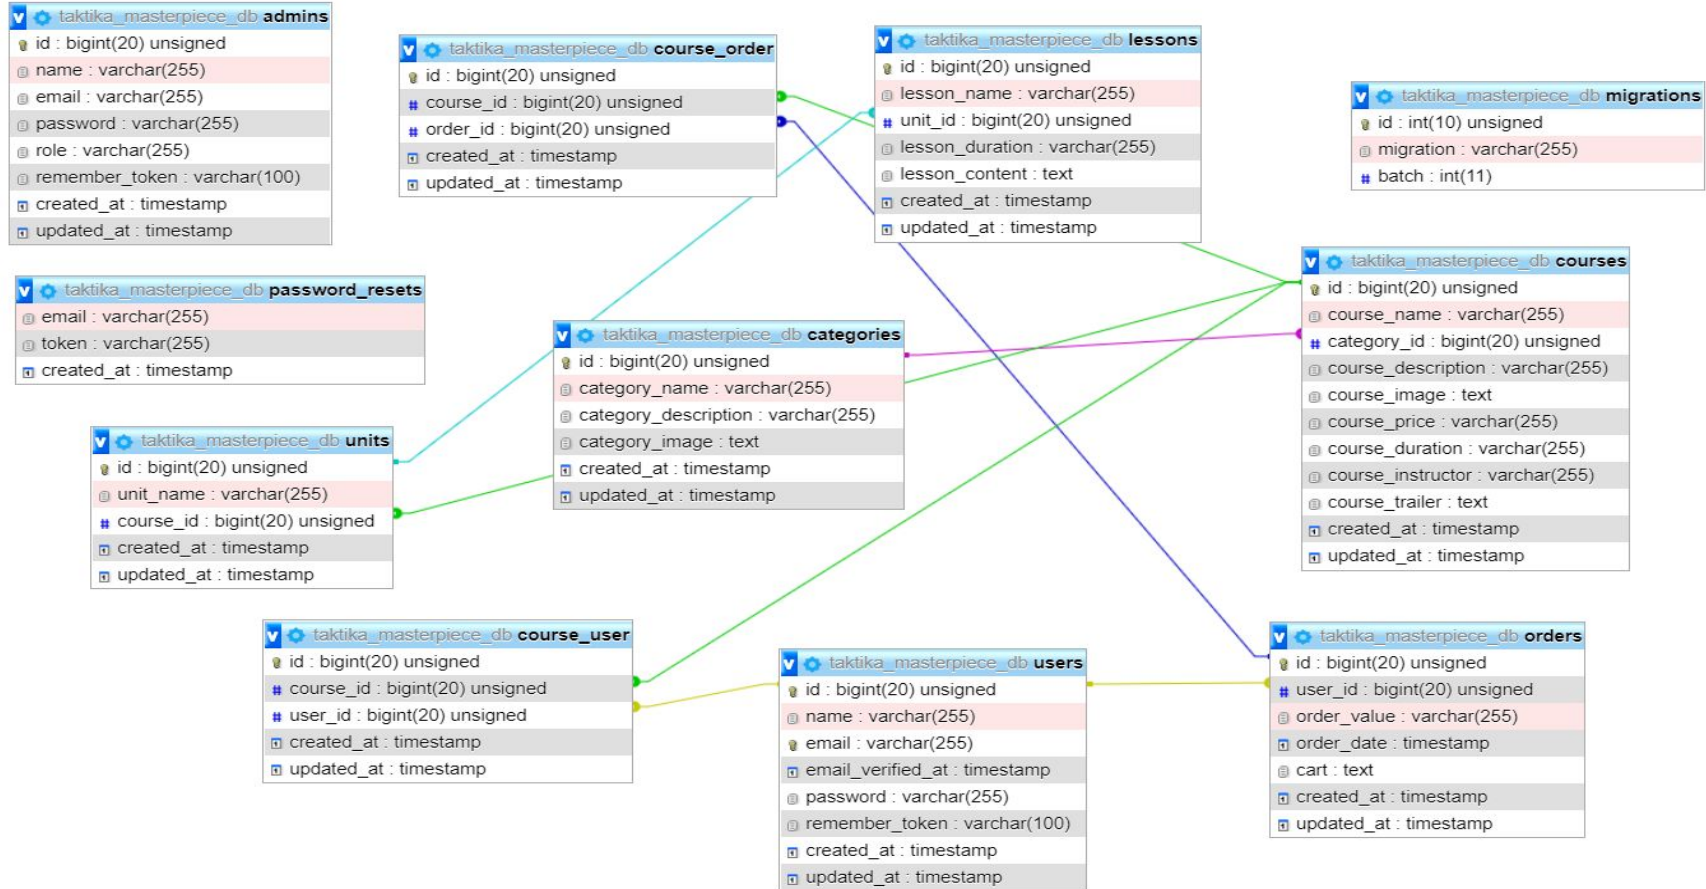 taktika_masterpiece_db admins
id : bigint(20) unsigned
name : varchar(255)
email : varchar(255)
password : varchar(255)
role : varchar(255)
remember_token : varchar(100)
created_at : timestamp
updated_at : timestamp
taktika_masterpiece_db course_order
id : bigint(20) unsigned
course_id : bigint(20) unsigned
order_id : bigint(20) unsigned
created_at : timestamp
updated_at : timestamp
taktika_masterpiece_db lessons
id : bigint(20) unsigned
lesson_name : varchar(255)
unit_id : bigint(20) unsigned
lesson_duration : varchar(255)
lesson_content : text
created_at : timestamp
updated_at : timestamp
taktika_masterpiece_db migrations
id : int(10) unsigned
migration : varchar(255)
batch : int(11)
taktika_masterpiece_db password_resets
email : varchar(255)
token : varchar(255)
created_at : timestamp
taktika_masterpiece_db categories
id : bigint(20) unsigned
category_name : varchar(255)
category_description : varchar(255)
category_image : text
created_at : timestamp
updated_at : timestamp
taktika_masterpiece_db courses
id : bigint(20) unsigned
course_name : varchar(255)
category_id : bigint(20) unsigned
course_description : varchar(255)
course_image : text
course_price : varchar(255)
course_duration : varchar(255)
course_instructor : varchar(255)
course_trailer : text
created_at : timestamp
updated_at : timestamp
taktika_masterpiece_db units
id : bigint(20) unsigned
unit_name : varchar(255)
course_id : bigint(20) unsigned
created_at : timestamp
updated_at : timestamp
taktika_masterpiece_db course_user
id : bigint(20) unsigned
course_id : bigint(20) unsigned
user_id : bigint(20) unsigned
created_at : timestamp
updated_at : timestamp
taktika_masterpiece_db users
id : bigint(20) unsigned
name : varchar(255)
email : varchar(255)
email_verified_at : timestamp
password : varchar(255)
remember_token : varchar(100)
created_at : timestamp
updated_at : timestamp
taktika_masterpiece_db orders
id : bigint(20) unsigned
user_id : bigint(20) unsigned
order_value : varchar(255)
order_date : timestamp
cart : text
created_at : timestamp
updated_at : timestamp